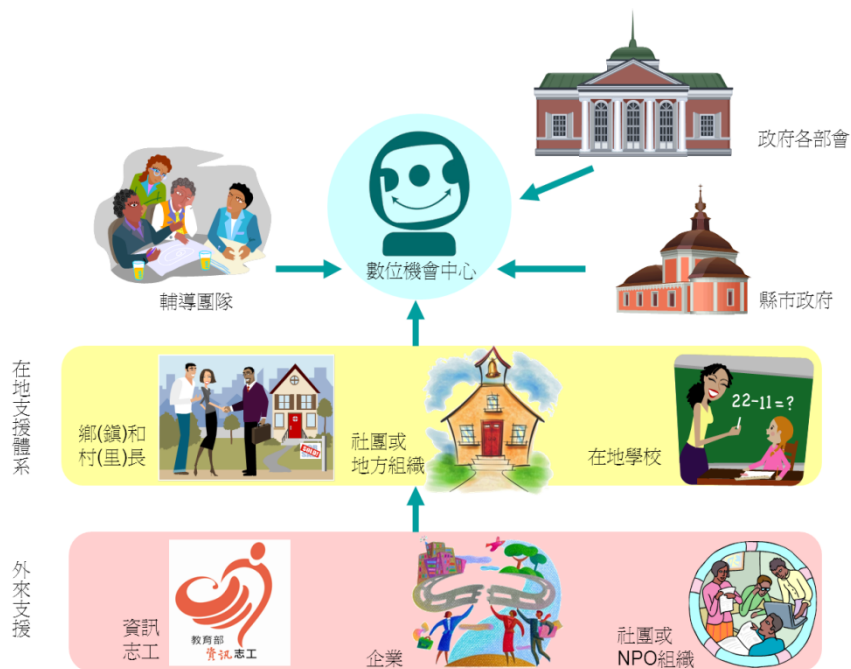 政府各部會
數位機會中心
輔導團隊
縣市政府
在地支援體系
鄉(鎮)和
村(里)長
SOLD!
社團或
地方組織
在地學校
22-11=?
外來支援
資訊
志工
教育部
資訊志工
企業
社團或
NPO組織